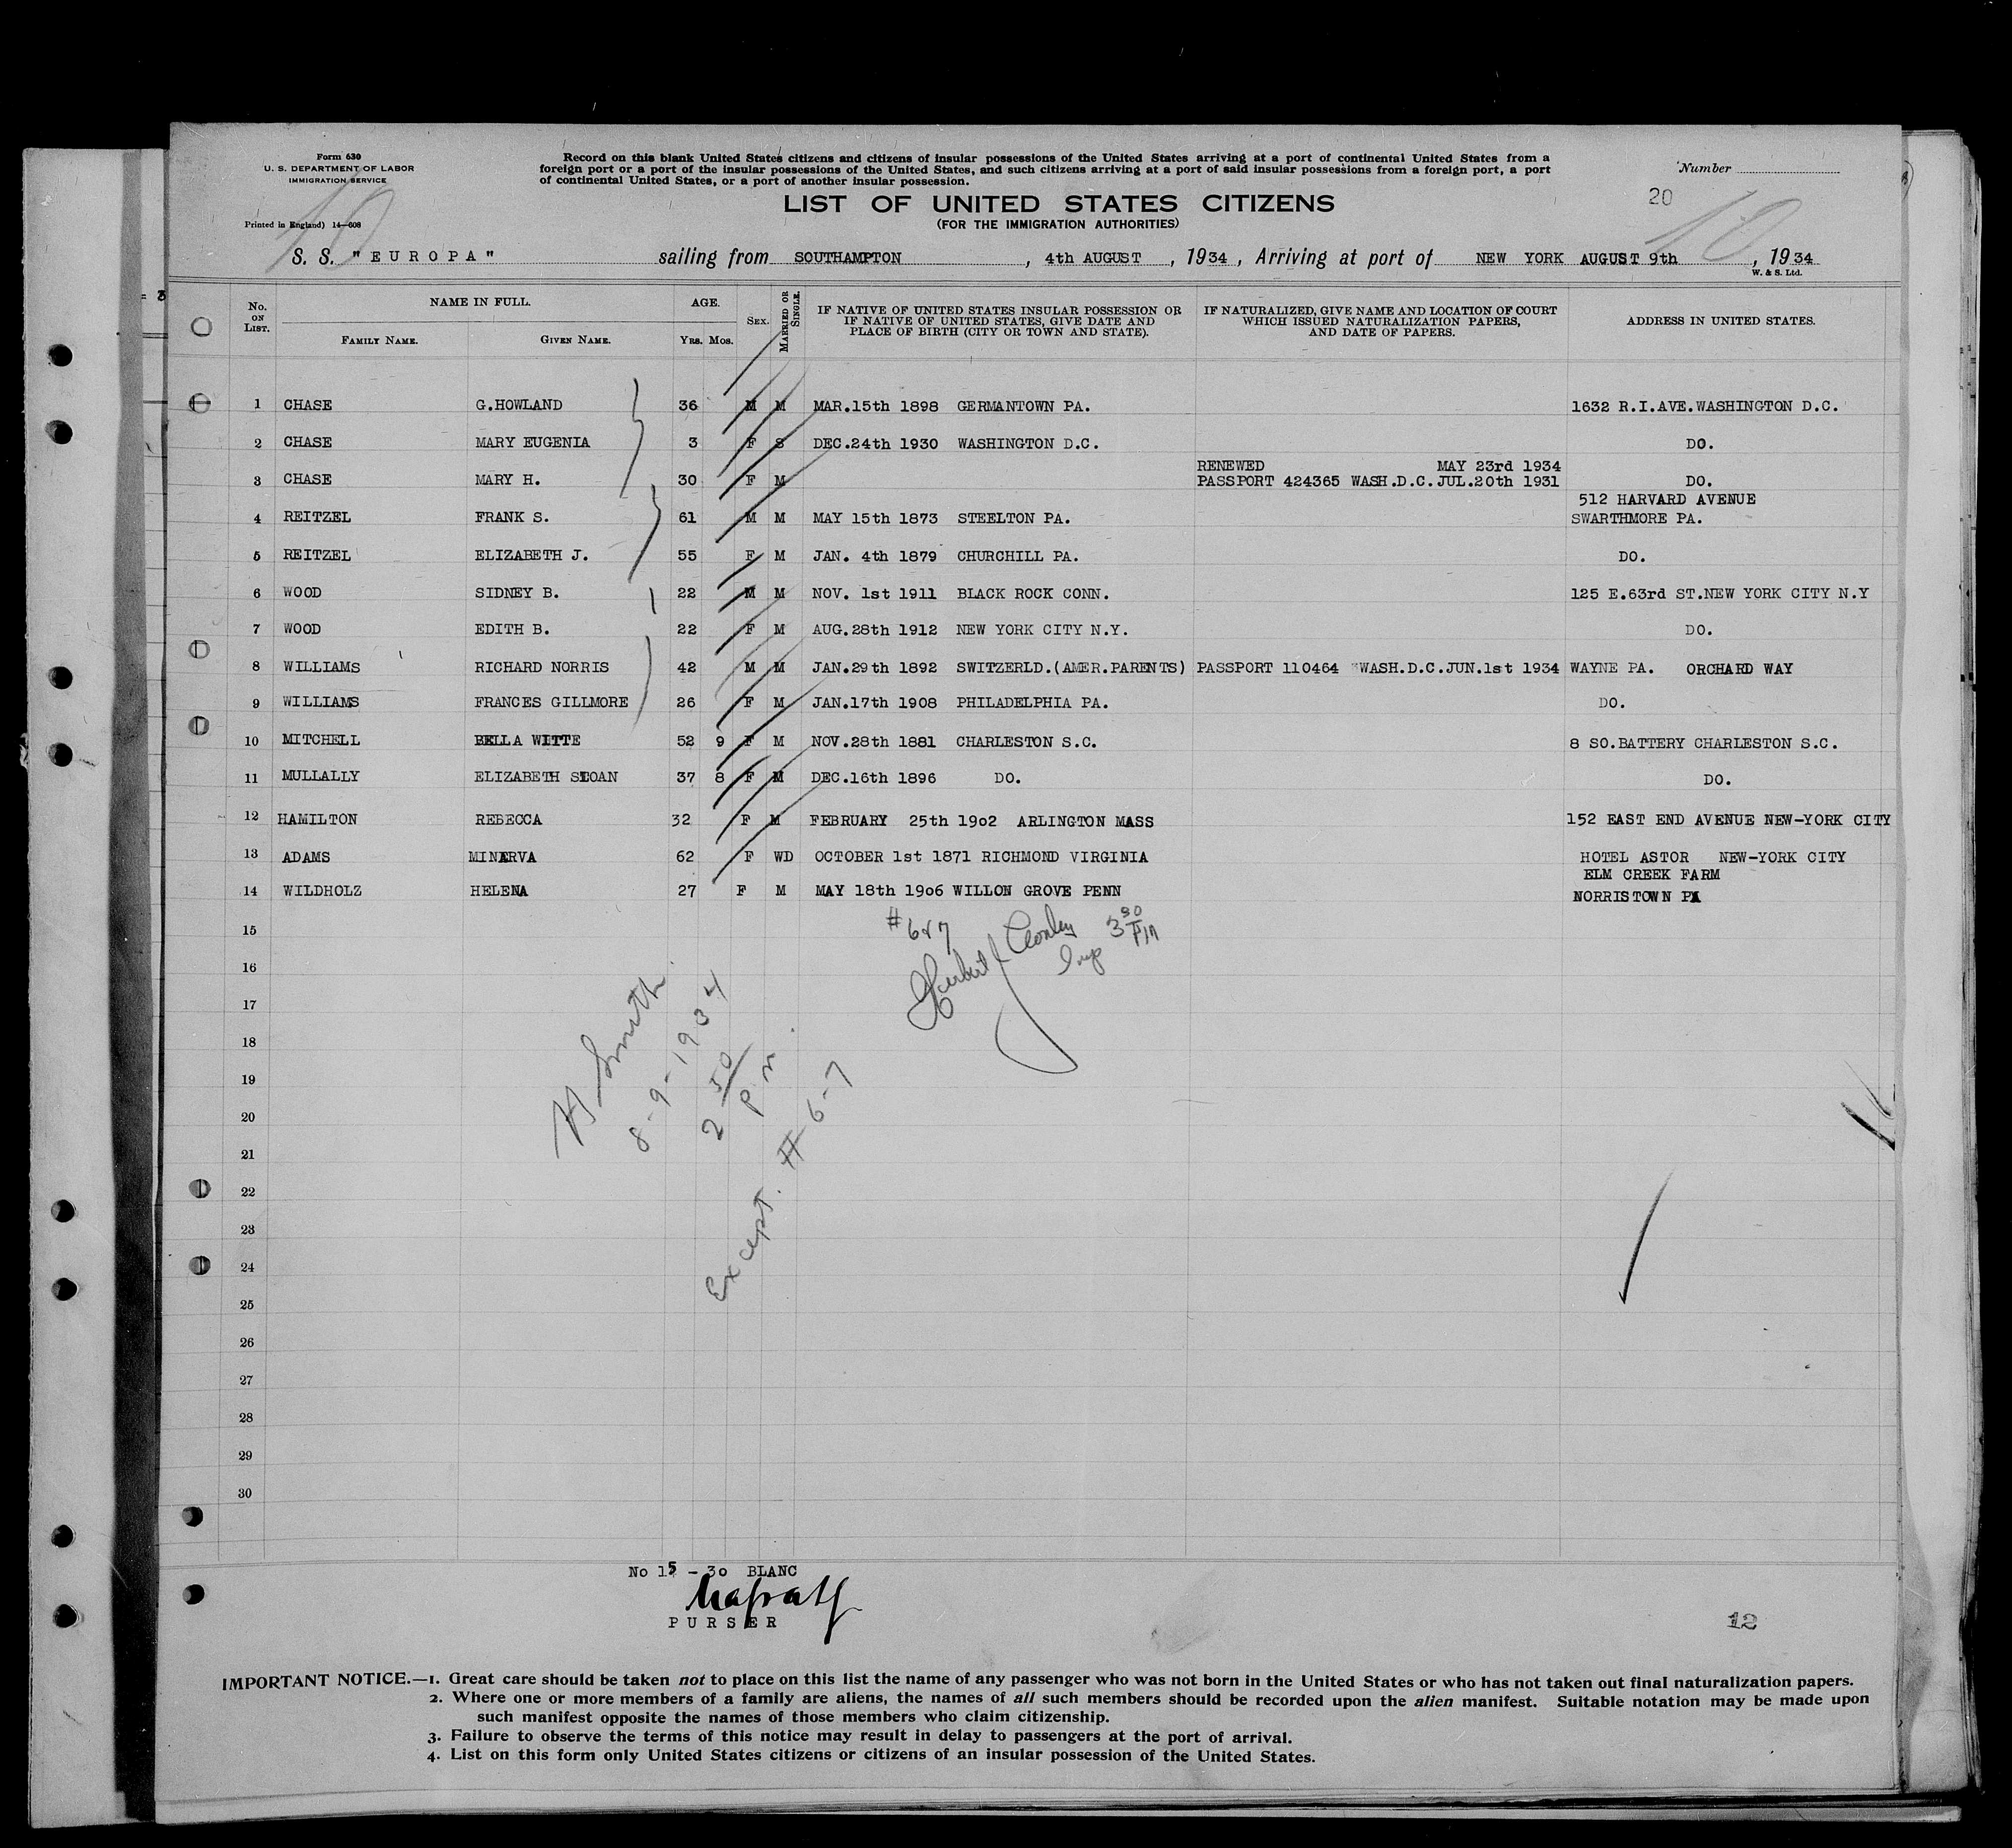 Form 630
U. S. DEPARTMENT OF LABOR
IMMIGRATION SERVICE
Printed in England) 14—608
Record on this blank United States citizens and citizens of insular possessions of the United States arriving at a port of continental United States from a
foreign port or a port of the insular possessions of the United States, and such citizens arriving at a port of said insular possessions from a foreign port, a port
of continental United States, or a port of another insular possession.
Number
20
10
10
LIST OF UNITED STATES CITIZENS
(FOR THE IMMIGRATION AUTHORITIES)
S. S. "EUROPA" sailing from SOUTHAMPTON , 4th AUGUST , 1934 , Arriving at port of NEW YORK AUGUST 9th , 1934
W. & S. Ltd.
No. ON LIST.
NAME IN FULL.
FAMILY NAME. GIVEN NAME.
AGE.
YRS. MOS.
SEX.
MARRIED OR SINGLE.
IF NATIVE OF UNITED STATES INSULAR POSSESSION OR
IF NATIVE OF UNITED STATES, GIVE DATE AND
PLACE OF BIRTH (CITY OR TOWN AND STATE).
IF NATURALIZED, GIVE NAME AND LOCATION OF COURT
WHICH ISSUED NATURALIZATION PAPERS,
AND DATE OF PAPERS.
ADDRESS IN UNITED STATES.
1 CHASE G.HOWLAND 36 M M MAR.15th 1898 GERMANTOWN PA. 1632 R.I.AVE.WASHINGTON D.C.
2 CHASE MARY EUGENIA 3 F S DEC.24th 1930 WASHINGTON D.C. DO.
RENEWED MAY 23rd 1934
3 CHASE MARY H. 30 F M PASSPORT 424365 WASH.D.C.JUL.20th 1931 DO.
512 HARVARD AVENUE
4 REITZEL FRANK S. 61 M M MAY 15th 1873 STEELTON PA. SWARTHMORE PA.
5 REITZEL ELIZABETH J. 55 F M JAN. 4th 1879 CHURCHILL PA. DO.
6 WOOD SIDNEY B. 22 M M NOV. 1st 1911 BLACK ROCK CONN. 125 E.63rd ST.NEW YORK CITY N.Y
7 WOOD EDITH B. 22 F M AUG.28th 1912 NEW YORK CITY N.Y. DO.
8 WILLIAMS RICHARD NORRIS 42 M M JAN.29th 1892 SWITZERLD.(AMER.PARENTS) PASSPORT 110464 WASH.D.C.JUN.1st 1934 WAYNE PA. ORCHARD WAY
9 WILLIAMS FRANCES GILLMORE 26 F M JAN.17th 1908 PHILADELPHIA PA. DO.
10 MITCHELL BELLA WITTE 52 9 F M NOV.28th 1881 CHARLESTON S.C. 8 SO.BATTERY CHARLESTON S.C.
11 MULLALLY ELIZABETH SLOAN 37 8 F M DEC.16th 1896 DO. DO.
12 HAMILTON REBECCA 32 F M FEBRUARY 25th 19o2 ARLINGTON MASS 152 EAST END AVENUE NEW-YORK CITY
13 ADAMS MINERVA 62 F WD OCTOBER 1st 1871 RICHMOND VIRGINIA HOTEL ASTOR NEW-YORK CITY
ELM CREEK FARM
14 WILDHOLZ HELENA 27 F M MAY 18th 19o6 WILLON GROVE PENN NORRISTOWN PA
15
16
17
18
19
20
21
22
23
24
25
26
27
28
29
30
#6&7
Herbert Conley
Insp
3 30 PM
H Smith
8-9-1934
2 50
P.M.
Except. # 6-7
No 15 - 3o BLANC
PURSER
12
IMPORTANT NOTICE.—1. Great care should be taken not to place on this list the name of any passenger who was not born in the United States or who has not taken out final naturalization papers.
2. Where one or more members of a family are aliens, the names of all such members should be recorded upon the alien manifest. Suitable notation may be made upon
such manifest opposite the names of those members who claim citizenship.
3. Failure to observe the terms of this notice may result in delay to passengers at the port of arrival.
4. List on this form only United States citizens or citizens of an insular possession of the United States.